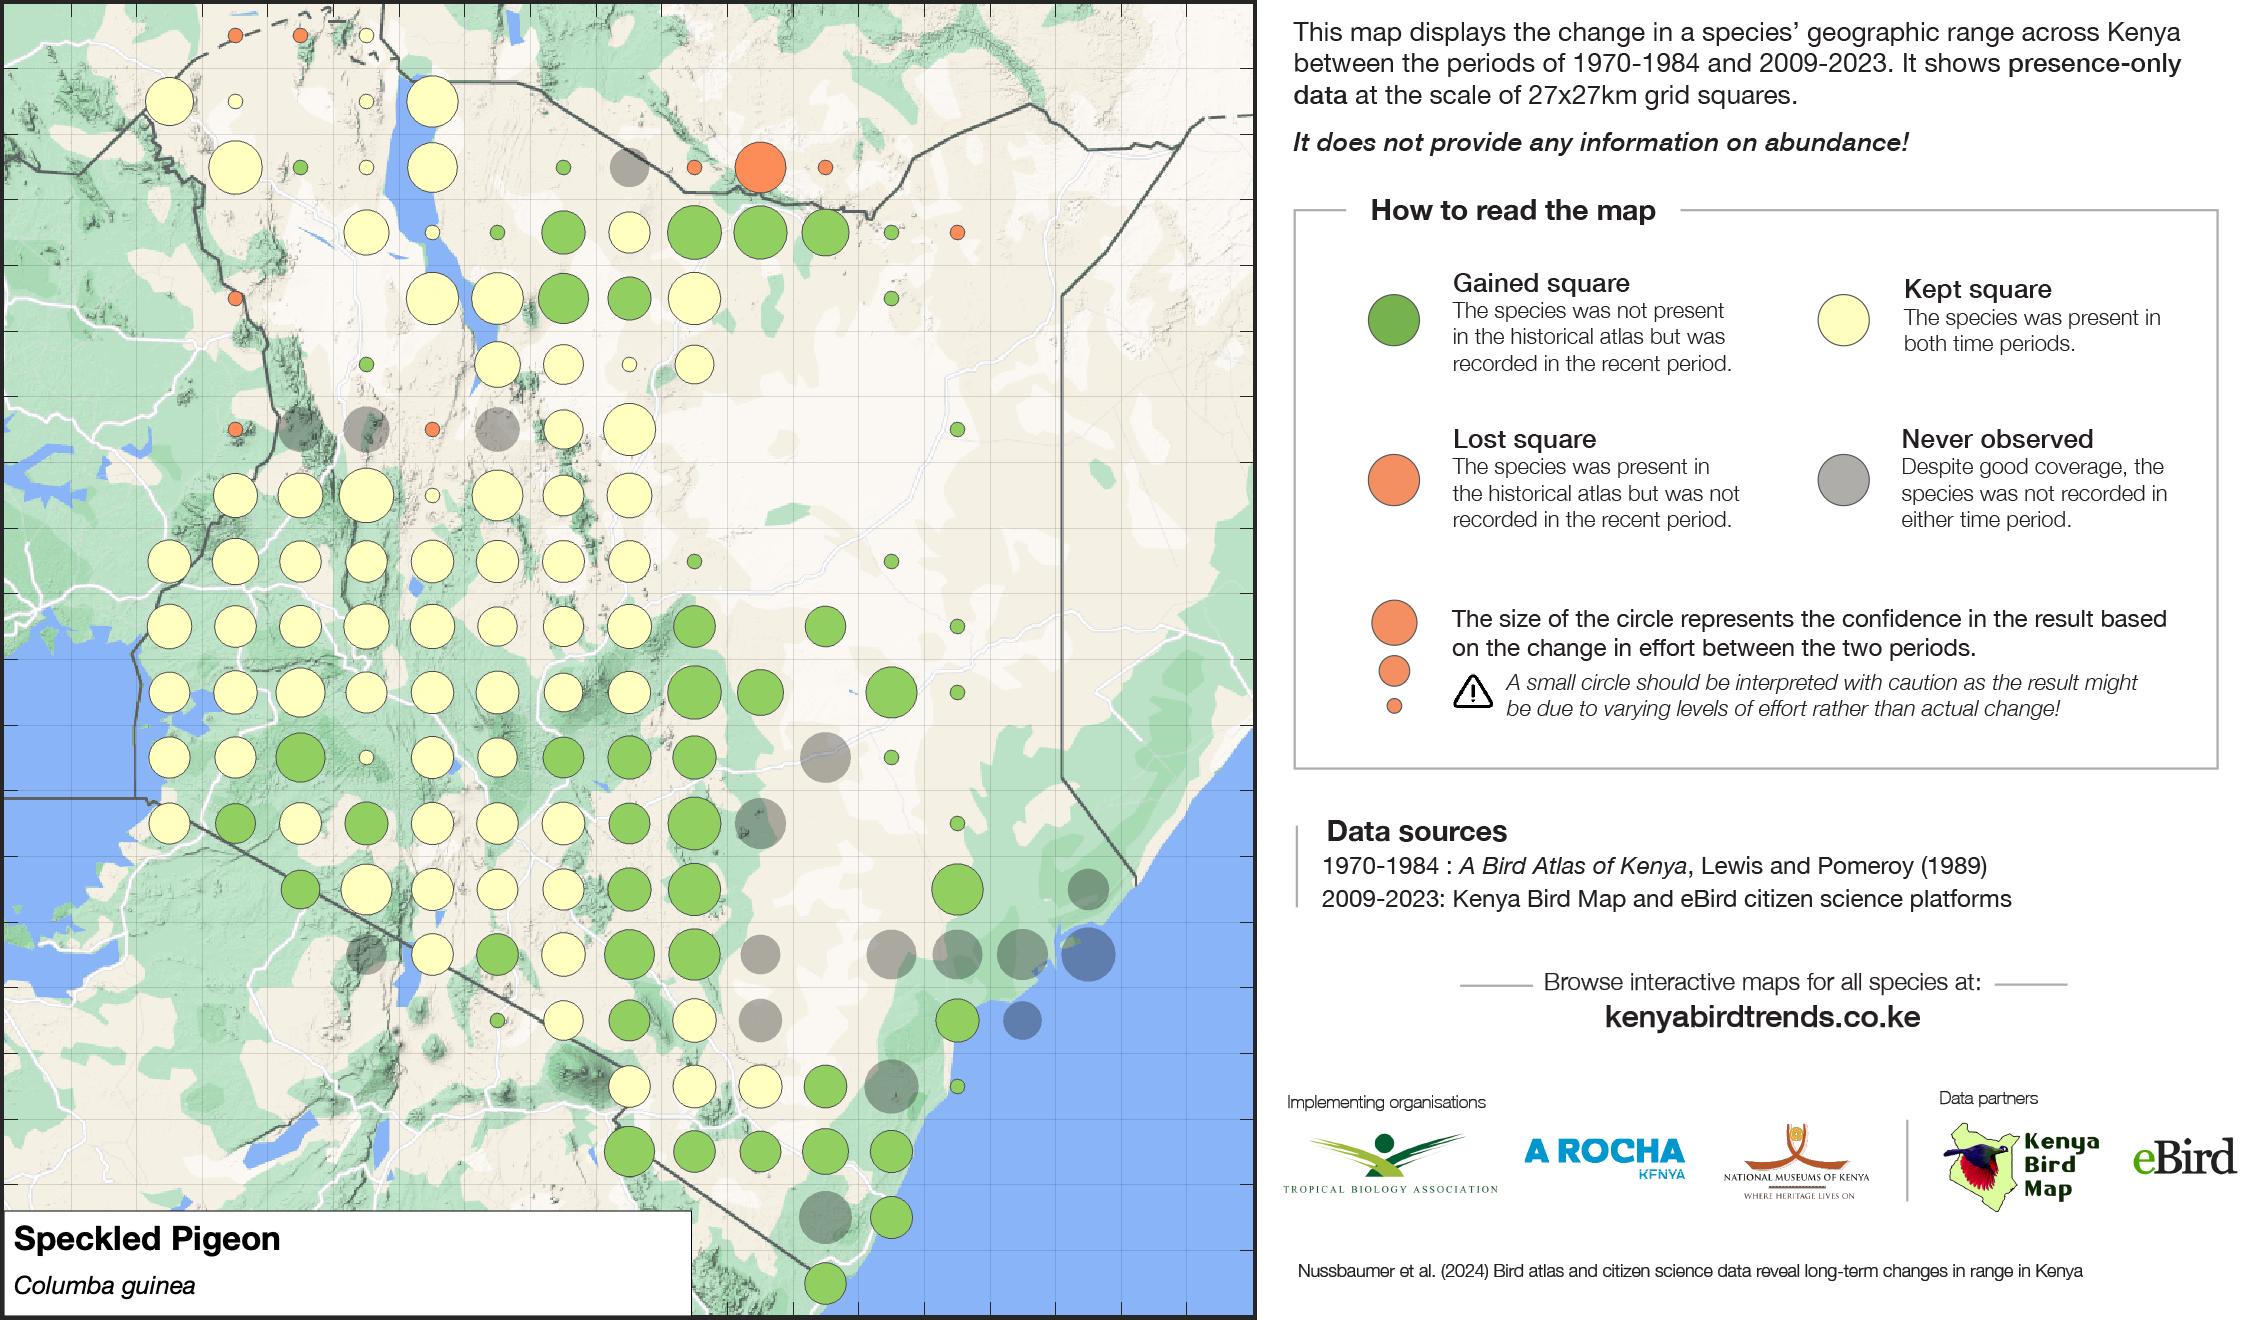 This map displays the change in a species’ geographic range across Kenya
between the periods of 1970-1984 and 2009-2023. It shows presence-only
data at the scale of 27x27km grid squares.
It does not provide any information on abundance!
How to read the map
Gained square
The species was not present
in the historical atlas but was
recorded in the recent period.
Kept square
The species was present in
both time periods.
Lost square
The species was present in
the historical atlas but was not
recorded in the recent period.
Never observed
Despite good coverage, the
species was not recorded in
either time period.
The size of the circle represents the confidence in the result based
on the change in effort between the two periods.
A small circle should be interpreted with caution as the result might
be due to varying levels of effort rather than actual change!
Data sources
1970-1984 : A Bird Atlas of Kenya, Lewis and Pomeroy (1989)
2009-2023: Kenya Bird Map and eBird citizen science platforms
Browse interactive maps for all species at:
kenyabirdtrends.co.ke
Implementing organisations
Data partners
TROPICAL BIOLOGY ASSOCIATION
A ROCHA
KENYA
NATIONAL MUSEUMS OF KENYA
WHERE HERITAGE LIVES ON
Kenya
Bird
Map
eBird
Speckled Pigeon
Columba guinea
Nussbaumer et al. (2024) Bird atlas and citizen science data reveal long-term changes in range in Kenya